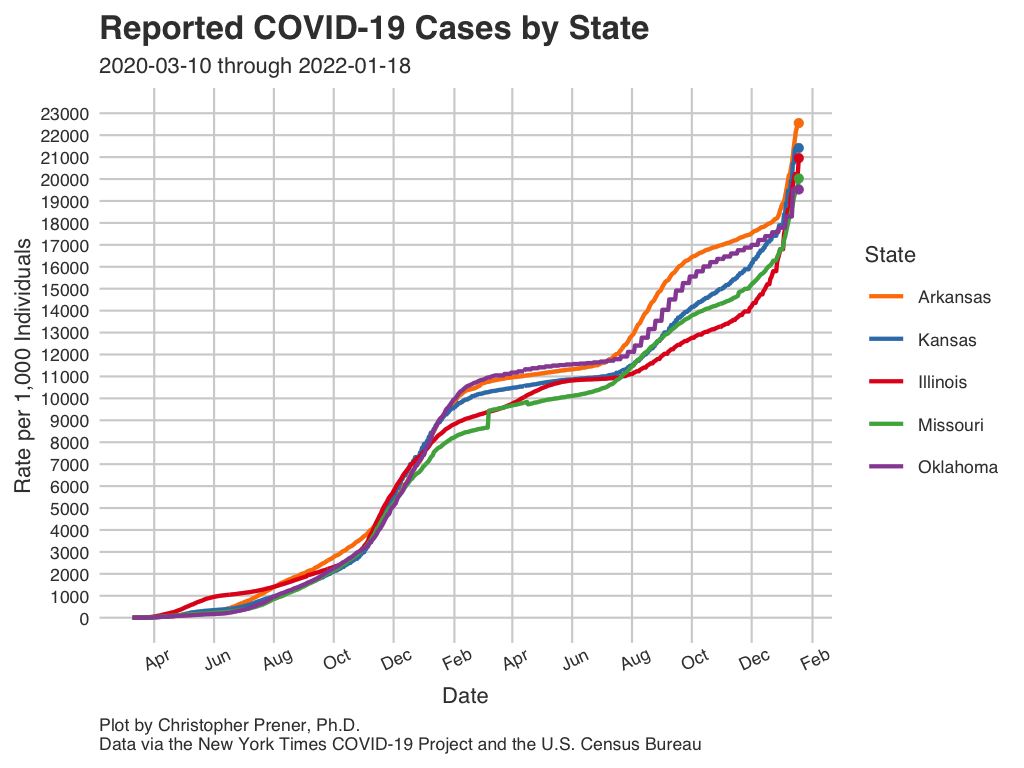 Reported COVID-19 Cases by State
2020-03-10 through 2022-01-18
Rate per 1,000 Individuals
23000
22000
21000
20000
19000
18000
17000
16000
15000
14000
13000
12000
11000
10000
9000
8000
7000
6000
5000
4000
3000
2000
1000
0
Apr Jun Aug Oct Dec Feb Apr Jun Aug Oct Dec Feb
Date
State
Arkansas
Kansas
Illinois
Missouri
Oklahoma
Plot by Christopher Prener, Ph.D.
Data via the New York Times COVID-19 Project and the U.S. Census Bureau